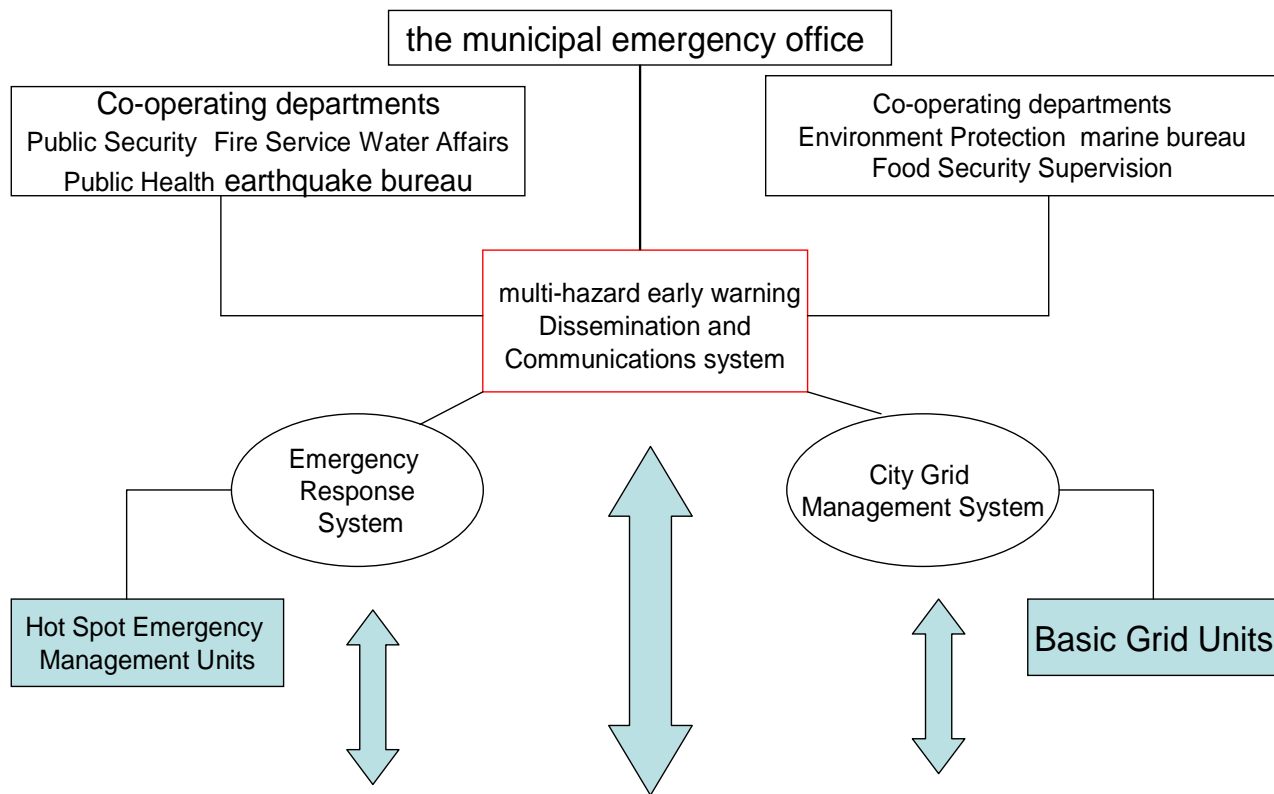 the municipal emergency office
Co-operating departments
Public Security Fire Service Water Affairs
Public Health earthquake bureau
Co-operating departments
Environment Protection marine bureau
Food Security Supervision
multi-hazard early warning
Dissemination and
Communications system
Emergency
Response
System
City Grid
Management System
Hot Spot Emergency
Management Units
Basic Grid Units